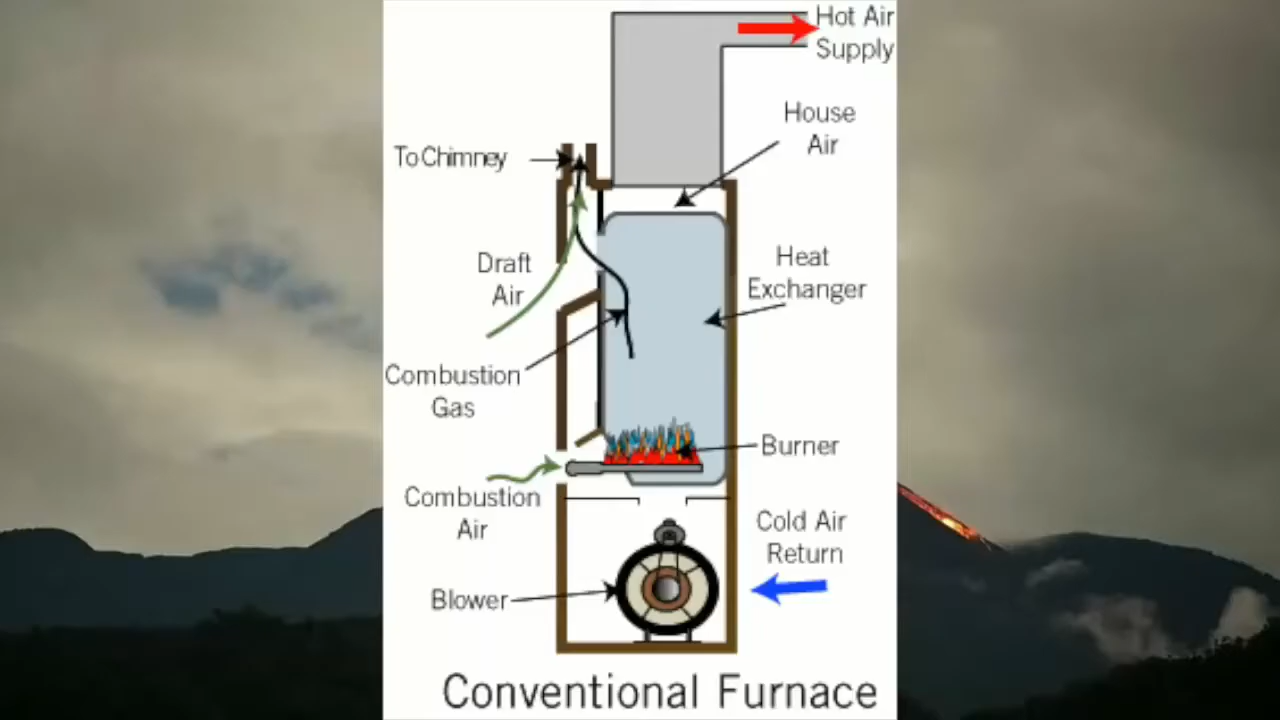 Hot Air
Supply
House
Air
To Chimney
Draft
Air
Heat
Exchanger
Combustion
Gas
Burner
Combustion
Air
Cold Air
Return
Blower
Conventional Furnace